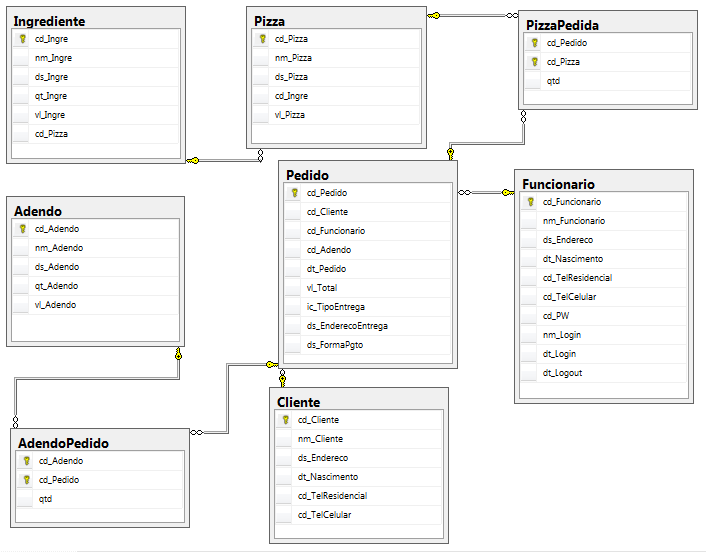 Ingrediente
cd_Ingre
nm_Ingre
ds_Ingre
qt_Ingre
vl_Ingre
cd_Pizza
Pizza
cd_Pizza
nm_Pizza
ds_Pizza
cd_Ingre
vl_Pizza
PizzaPedida
cd_Pedido
cd_Pizza
qtd
Adendo
cd_Adendo
nm_Adendo
ds_Adendo
qt_Adendo
vl_Adendo
Pedido
cd_Pedido
cd_Cliente
cd_Funcionario
cd_Adendo
dt_Pedido
vl_Total
ic_TipoEntrega
ds_EnderecoEntrega
ds_FormaPgto
Funcionario
cd_Funcionario
nm_Funcionario
ds_Endereco
dt_Nascimento
cd_TelResidencial
cd_TelCelular
cd_PW
nm_Login
dt_Login
dt_Logout
AdendoPedido
cd_Adendo
cd_Pedido
qtd
Cliente
cd_Cliente
nm_Cliente
ds_Endereco
dt_Nascimento
cd_TelResidencial
cd_TelCelular